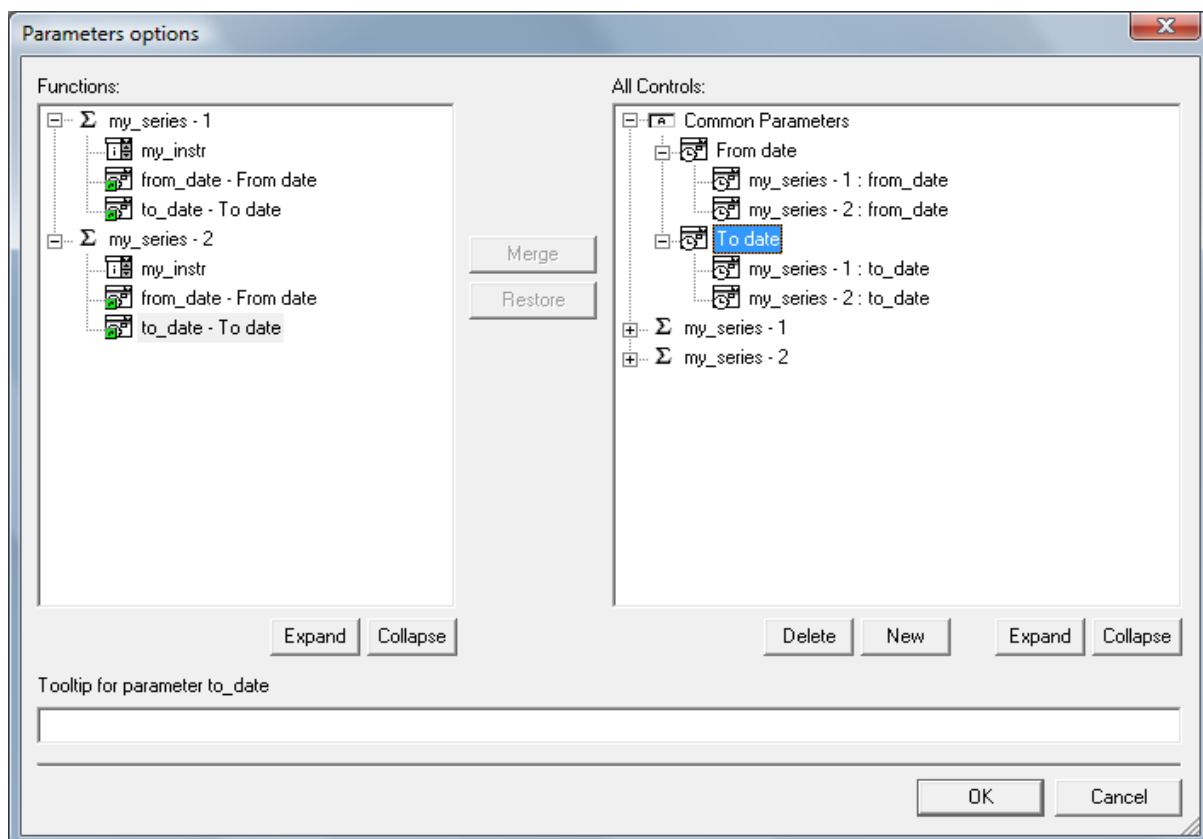 Parameters options
Functions:
Σ my_series - 1
my_instr
from_date - From date
to_date - To date
Σ my_series - 2
my_instr
from_date - From date
to_date - To date
Expand
Collapse
Merge
Restore
All Controls:
Common Parameters
From date
my_series - 1 : from_date
my_series - 2 : from_date
To date
my_series - 1 : to_date
my_series - 2 : to_date
Σ my_series - 1
Σ my_series - 2
Delete
New
Expand
Collapse
Tooltip for parameter to_date
OK
Cancel